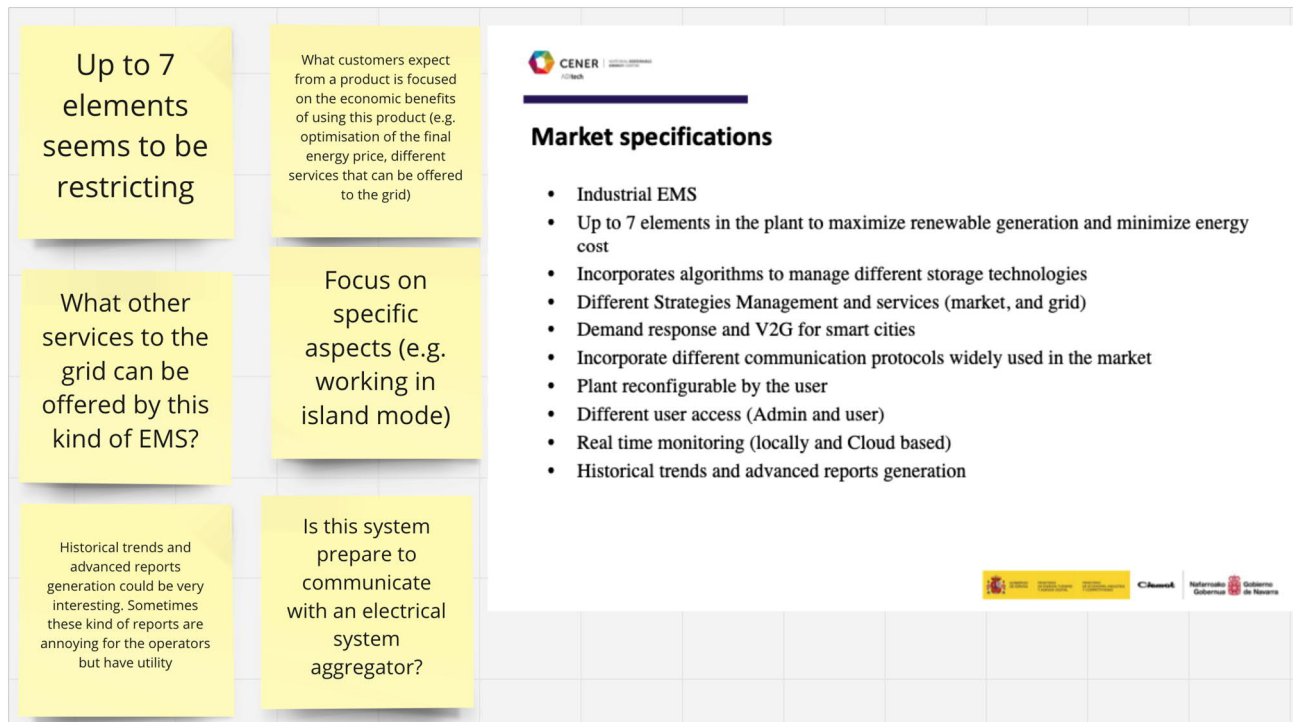 Up to 7
elements
seems to be
restricting
What customers expect
from a product is focused
on the economic benefits
of using this product (e.g.
optimisation of the final
energy price, different
services that can be offered
to the grid)
What other
services to the
grid can be
offered by this
kind of EMS?
Focus on
specific
aspects (e.g.
working in
island mode)
Historical trends and
advanced reports
generation could be very
interesting. Sometimes
these kind of reports are
annoying for the operators
but have utility
Is this system
prepare to
communicate
with an electrical
system
aggregator?
CENER
ADItech
Market specifications
• Industrial EMS
• Up to 7 elements in the plant to maximize renewable generation and minimize energy
cost
• Incorporates algorithms to manage different storage technologies
• Different Strategies Management and services (market, and grid)
• Demand response and V2G for smart cities
• Incorporate different communication protocols widely used in the market
• Plant reconfigurable by the user
• Different user access (Admin and user)
• Real time monitoring (locally and Cloud based)
• Historical trends and advanced reports generation
Ciemat
Nafarroako Gobierno
Gobernua de Navarra